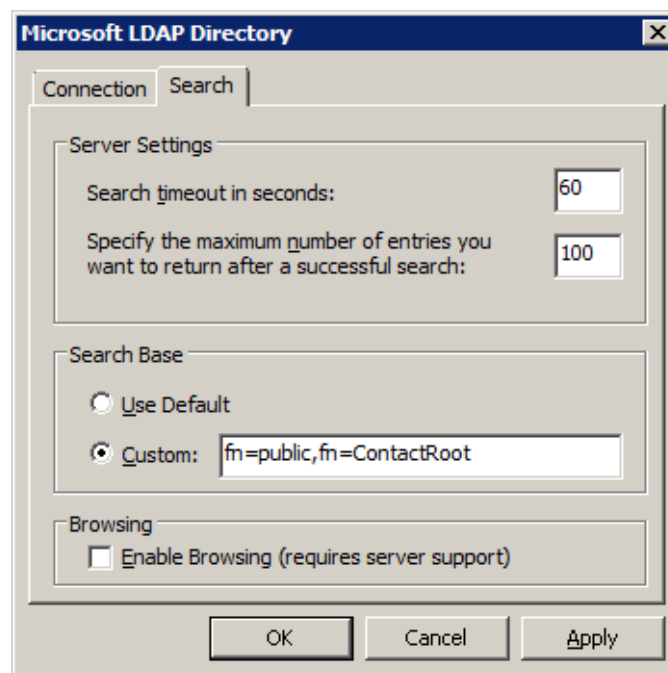 Microsoft LDAP Directory
Connection
Search
Server Settings
Search timeout in seconds:
60
Specify the maximum number of entries you
want to return after a successful search:
100
Search Base
Use Default
Custom:
fn=public,fn=ContactRoot
Browsing
Enable Browsing (requires server support)
OK
Cancel
Apply